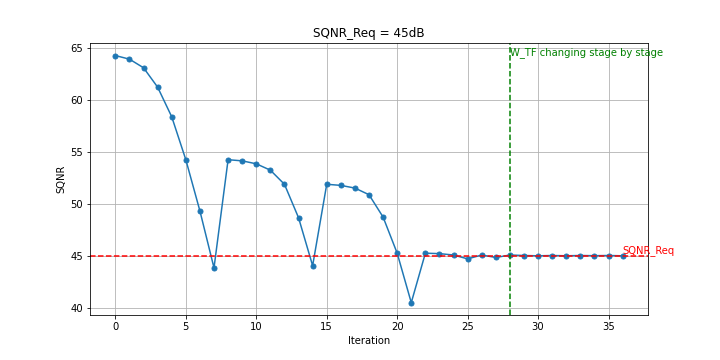 SQNR_Req = 45dB
65
60
55
50
45
40
SQNR
W_TF changing stage by stage
SQNR_Req
0
5
10
15
20
25
30
35
Iteration